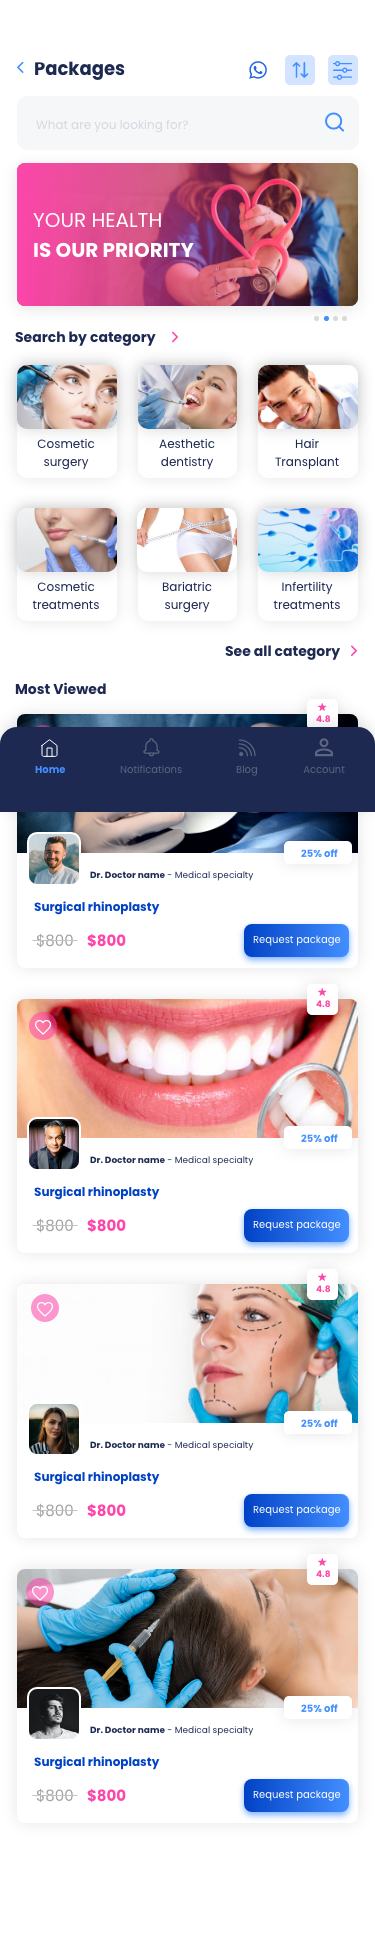 Packages
What are you looking for?
YOUR HEALTH
IS OUR PRIORITY
Search by category
Cosmetic
surgery
Aesthetic
dentistry
Hair
Transplant
Cosmetic
treatments
Bariatric
surgery
Infertility
treatments
See all category
Most Viewed
4.8
Home
Notifications
Blog
Account
25% off
Dr. Doctor name - Medical specialty
Surgical rhinoplasty
$800 $800
Request package
4.8
25% off
Dr. Doctor name - Medical specialty
Surgical rhinoplasty
$800 $800
Request package
4.8
25% off
Dr. Doctor name - Medical specialty
Surgical rhinoplasty
$800 $800
Request package
4.8
25% off
Dr. Doctor name - Medical specialty
Surgical rhinoplasty
$800 $800
Request package